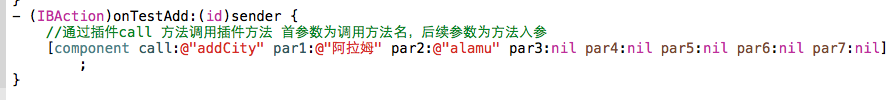 }
- (IBAction)onTestAdd:(id)sender {
//通过插件call 方法调用插件方法 首参数为调用方法名，后续参数为方法入参
[component call:@"addCity" par1:@"阿拉姆" par2:@"alamu" par3:nil par4:nil par5:nil par6:nil par7:nil]
;
}